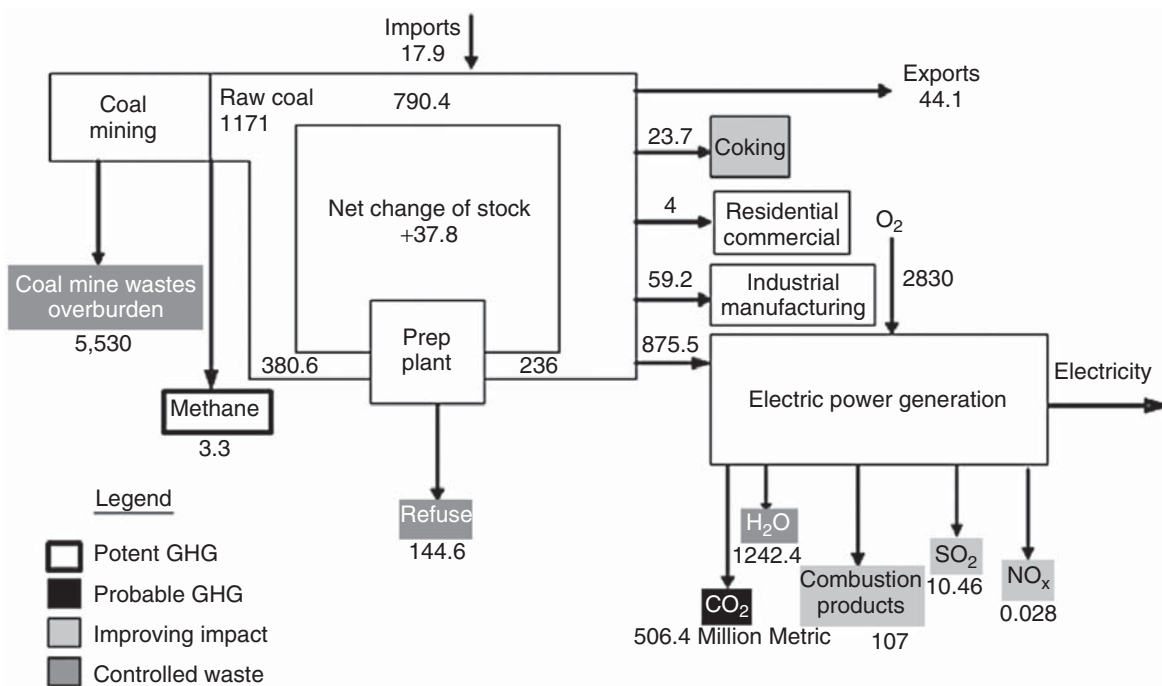 Imports
17.9
Exports
44.1
Coal
mining
Raw coal
1171
790.4
23.7
Coking
Net change of stock
+37.8
4
Residential
commercial
O₂
2830
59.2
Industrial
manufacturing
Coal mine wastes
overburden
5,530
Prep
plant
380.6
236
875.5
Electric power generation
Electricity
Methane
3.3
Refuse
144.6
H₂O
1242.4
CO₂
506.4 Million Metric
Combustion
products
107
SO₂
10.46
NOₓ
0.028
Legend
Potent GHG
Probable GHG
Improving impact
Controlled waste